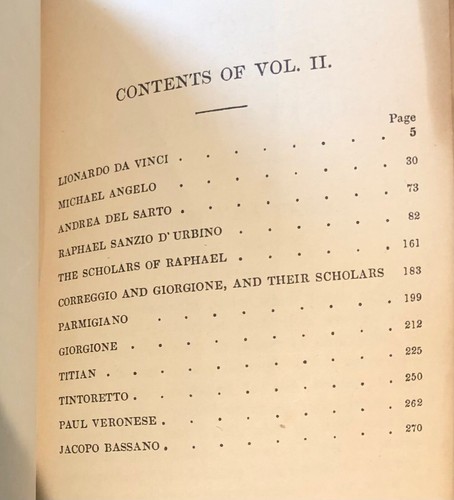 CONTENTS OF VOL. II.
Page
LIONARDO DA VINCI . . . . . . . 5
MICHAEL ANGELO . . . . . . . 30
ANDREA DEL SARTO . . . . . . . 73
RAPHAEL SANZIO D'URBINO . . . . . 82
THE SCHOLARS OF RAPHAEL . . . . . 161
CORREGGIO AND GIORGIONE, AND THEIR SCHOLARS 183
PARMIGIANO . . . . . . . 199
GIORGIONE . . . . . . . . 212
TITIAN . . . . . . . . . 225
TINTORETTO . . . . . . . . 250
PAUL VERONESE . . . . . . . 262
JACOPO BASSANO . . . . . . . 270